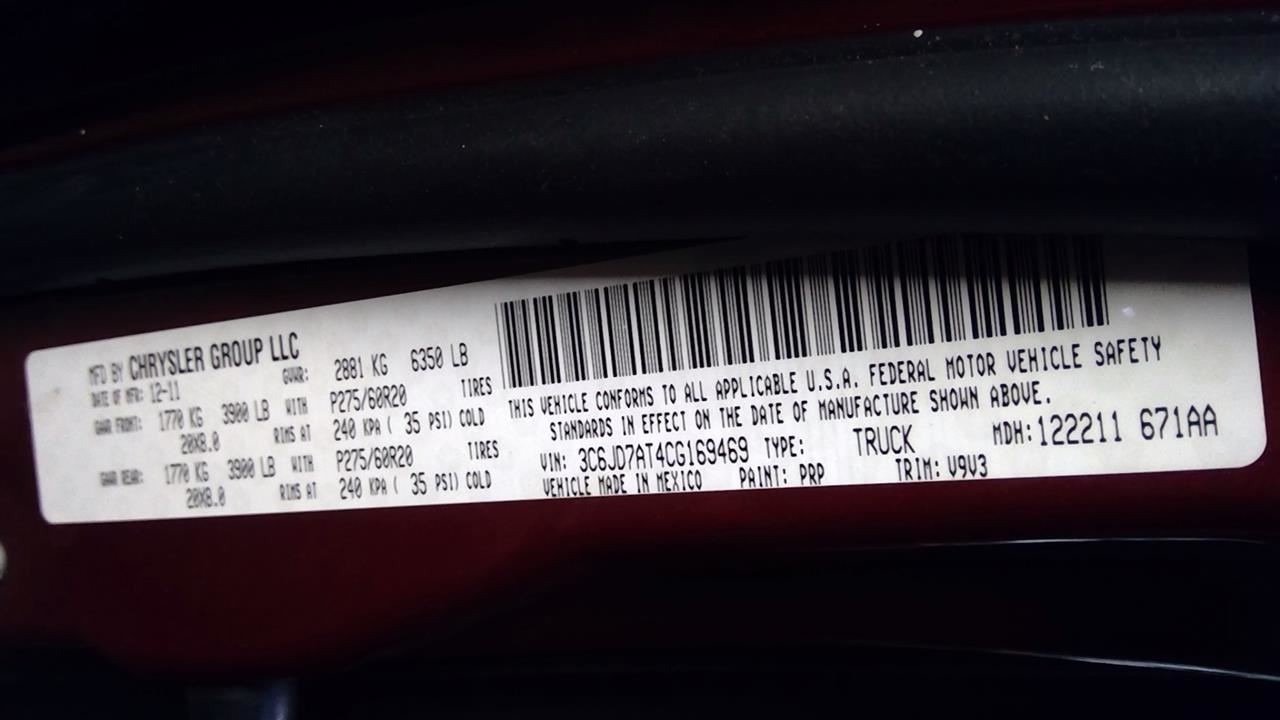 MFD BY CHRYSLER GROUP LLC
DATE OF MFR: 12-11 GVWR: 2881 KG 6350 LB
GAWR FRONT: 1770 KG 3900 LB WITH P275/60R20 TIRES
20X8.0 RIMS AT 240 KPA ( 35 PSI) COLD
GAWR REAR: 1770 KG 3900 LB WITH P275/60R20 TIRES
20X8.0 RIMS AT 240 KPA ( 35 PSI) COLD
THIS VEHICLE CONFORMS TO ALL APPLICABLE U.S.A. FEDERAL MOTOR VEHICLE SAFETY
STANDARDS IN EFFECT ON THE DATE OF MANUFACTURE SHOWN ABOVE.
VIN: 3C6JD7AT4CG169469 TYPE: TRUCK MDH: 122211 671AA
VEHICLE MADE IN MEXICO PAINT: PRP TRIM: V9V3